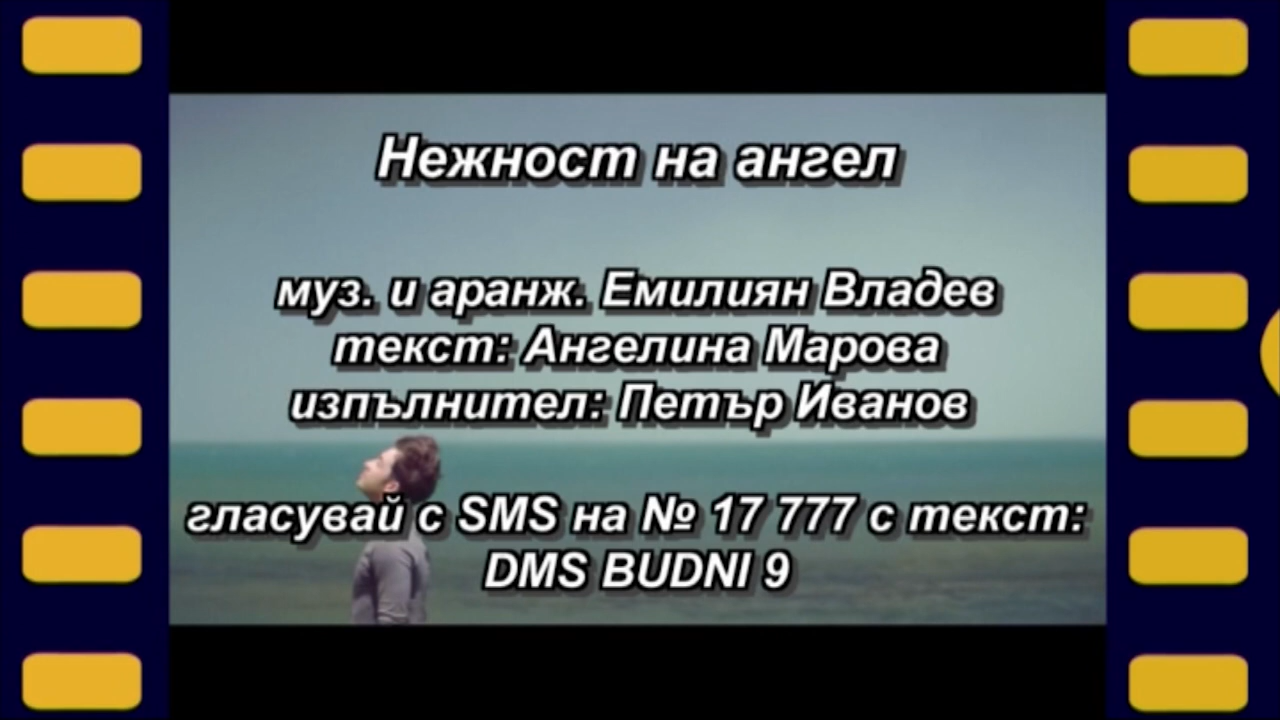 Нежност на ангел
муз. и аранж. Емилиян Владев
текст: Ангелина Марова
изпълнител: Петър Иванов
гласувай с SMS на № 17 777 с текст:
DMS BUDNI 9